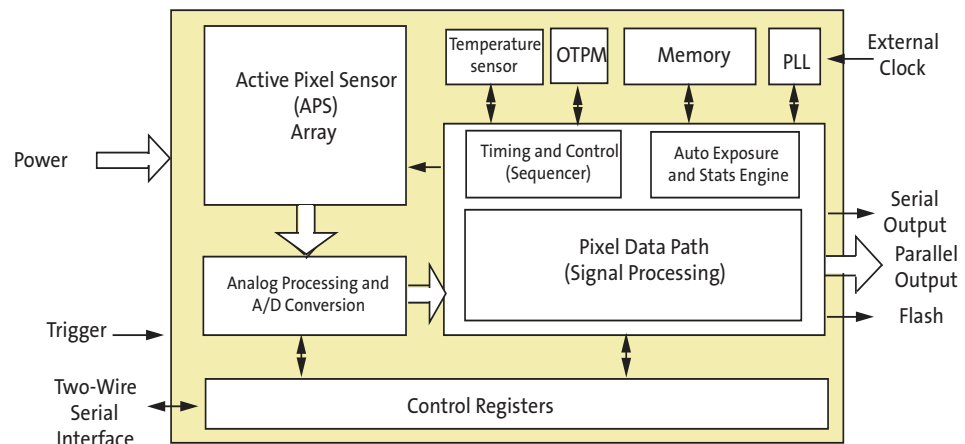 Active Pixel Sensor
(APS)
Array
Temperature
sensor
OTPM
Memory
PLL
External
Clock
Power
Timing and Control
(Sequencer)
Auto Exposure
and Stats Engine
Serial
Output
Pixel Data Path
(Signal Processing)
Parallel
Output
Analog Processing and
A/D Conversion
Flash
Trigger
Two-Wire
Serial
Interface
Control Registers